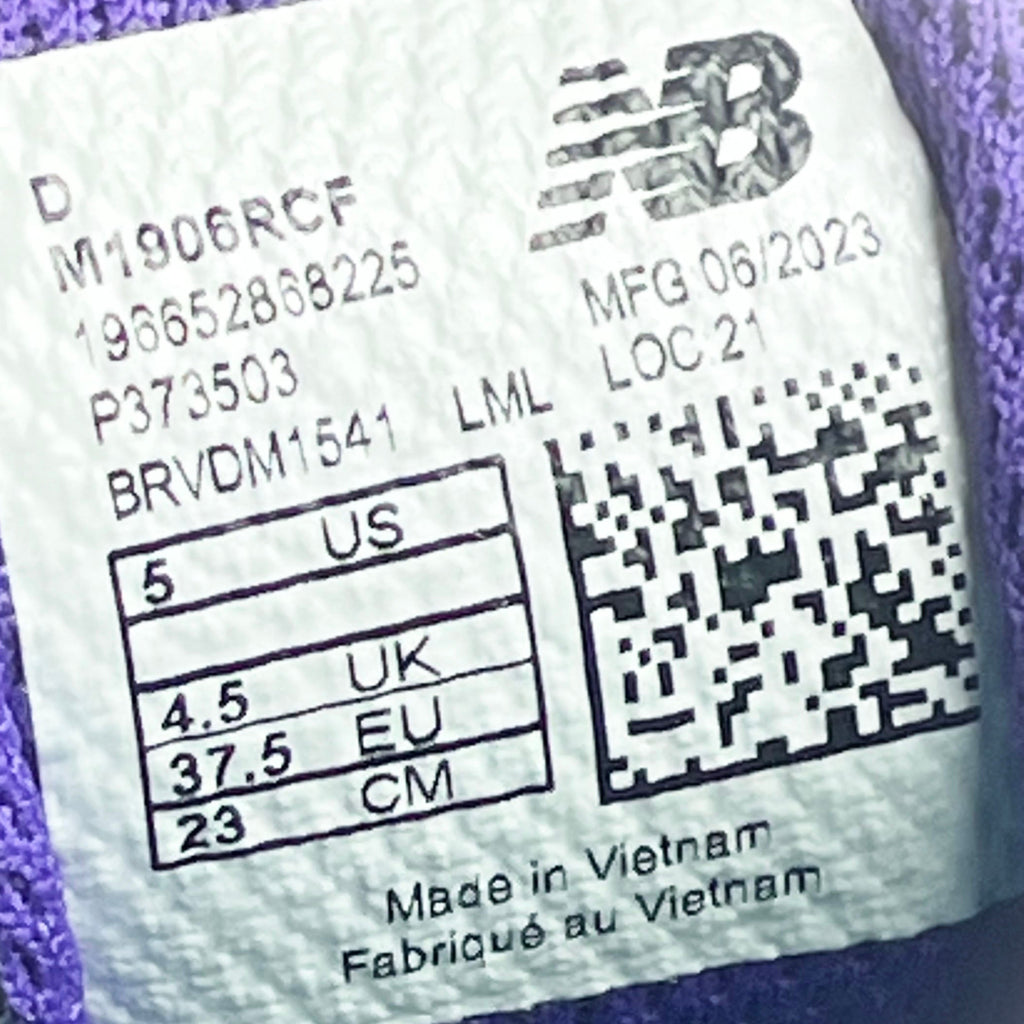 NB
D
M1906RCF
196652868225
P373503
BRVDM1541 LML
MFG 06/2023
LOC 21
5 US
4.5 UK
37.5 EU
23 CM
Made in Vietnam
Fabriqué au Vietnam